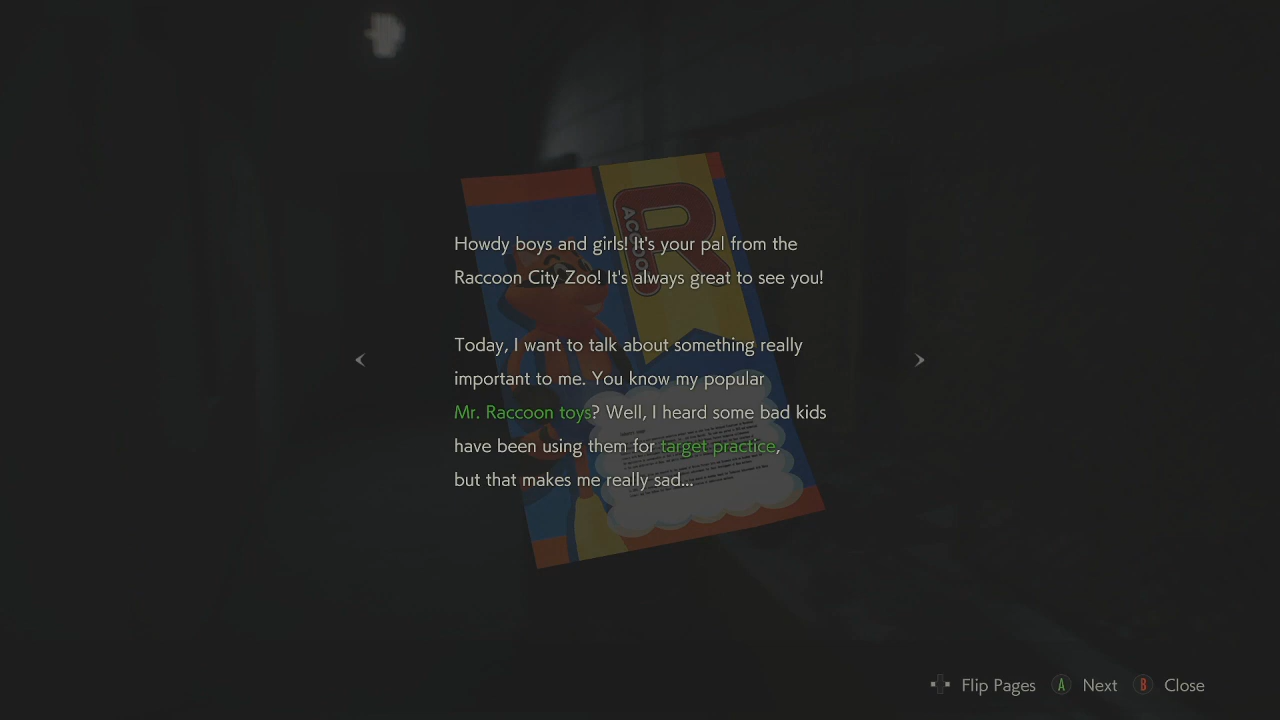 R
ACCOO
Howdy boys and girls! It's your pal from the
Raccoon City Zoo! It's always great to see you!
Today, I want to talk about something really
important to me. You know my popular
Mr. Raccoon toys? Well, I heard some bad kids
have been using them for target practice,
but that makes me really sad...
Flip Pages A Next B Close